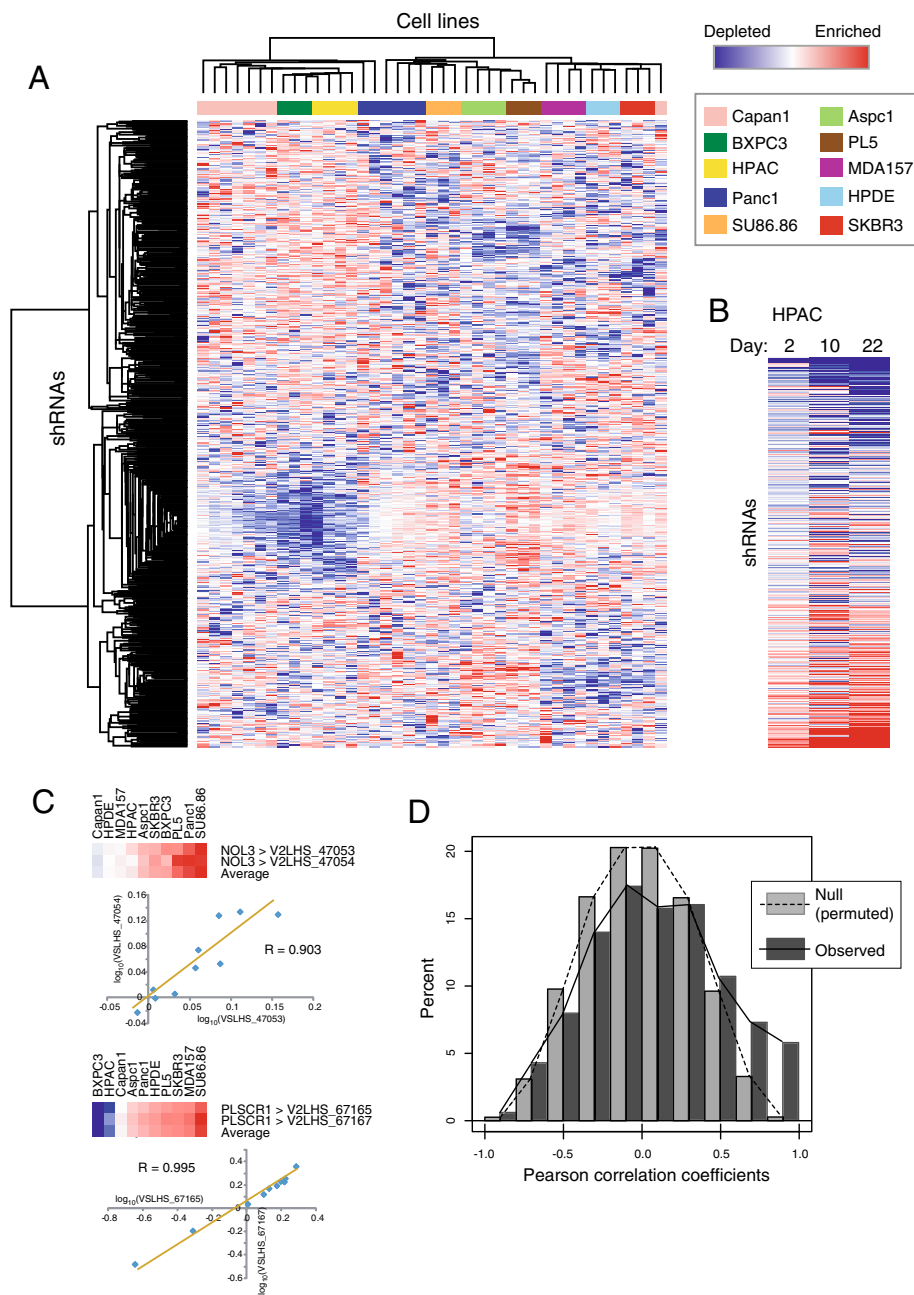 Cell lines
Depleted Enriched
A
Capan1
BXPC3
HPAC
Panc1
SU86.86
Aspc1
PL5
MDA157
HPDE
SKBR3
shRNAs
B
HPAC
Day: 2 10 22
shRNAs
C
Capan1
HPDE
MDA157
HPAC
Aspc1
SKBR3
BXPC3
PL5
Panc1
SU86.86
NOL3 > V2LHS_47053
NOL3 > V2LHS_47054
Average
log10(VSLHS_47054)
0.16
0.12
0.08
0.04
0
-0.04
R = 0.903
-0.05 0.05 0.1 0.15 0.2
log10(VSLHS_47053)
BXPC3
HPAC
Capan1
Aspc1
Panc1
HPDE
PL5
SKBR3
MDA157
SU86.86
PLSCR1 > V2LHS_67165
PLSCR1 > V2LHS_67167
Average
R = 0.995
log10(VSLHS_67165)
0.4
0.2
0
-0.2
-0.4
-0.6
-0.8 -0.6 -0.4 -0.2 0.2 0.4
log10(VSLHS_67167)
D
Percent
20
15
10
5
0
-1.0 -0.5 0.0 0.5 1.0
Pearson correlation coefficients
Null
(permuted)
Observed